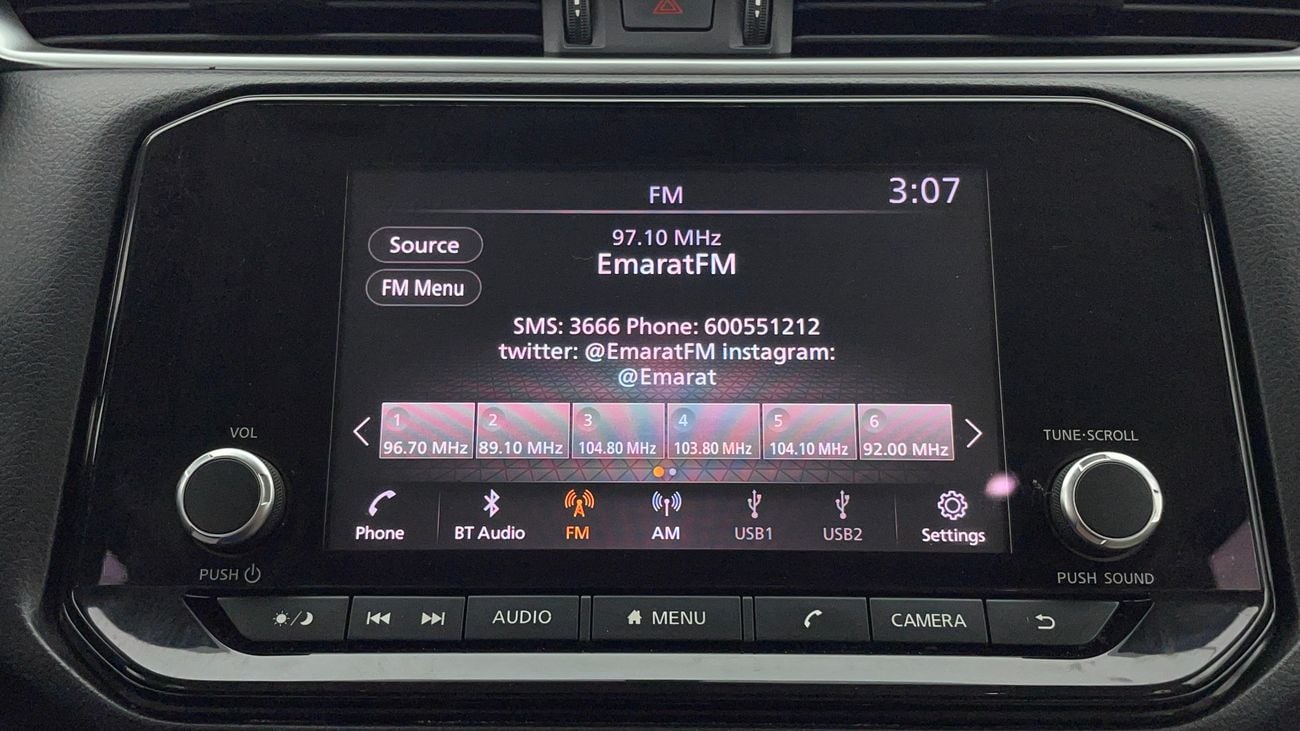 FM
3:07
Source
97.10 MHz
FM Menu
EmaratFM
SMS: 3666 Phone: 600551212
twitter: @EmaratFM instagram:
@Emarat
1 2 3 4 5 6
96.70 MHz 89.10 MHz 104.80 MHz 103.80 MHz 104.10 MHz 92.00 MHz
VOL
TUNE·SCROLL
Phone BT Audio FM AM USB1 USB2 Settings
PUSH
PUSH SOUND
AUDIO MENU CAMERA